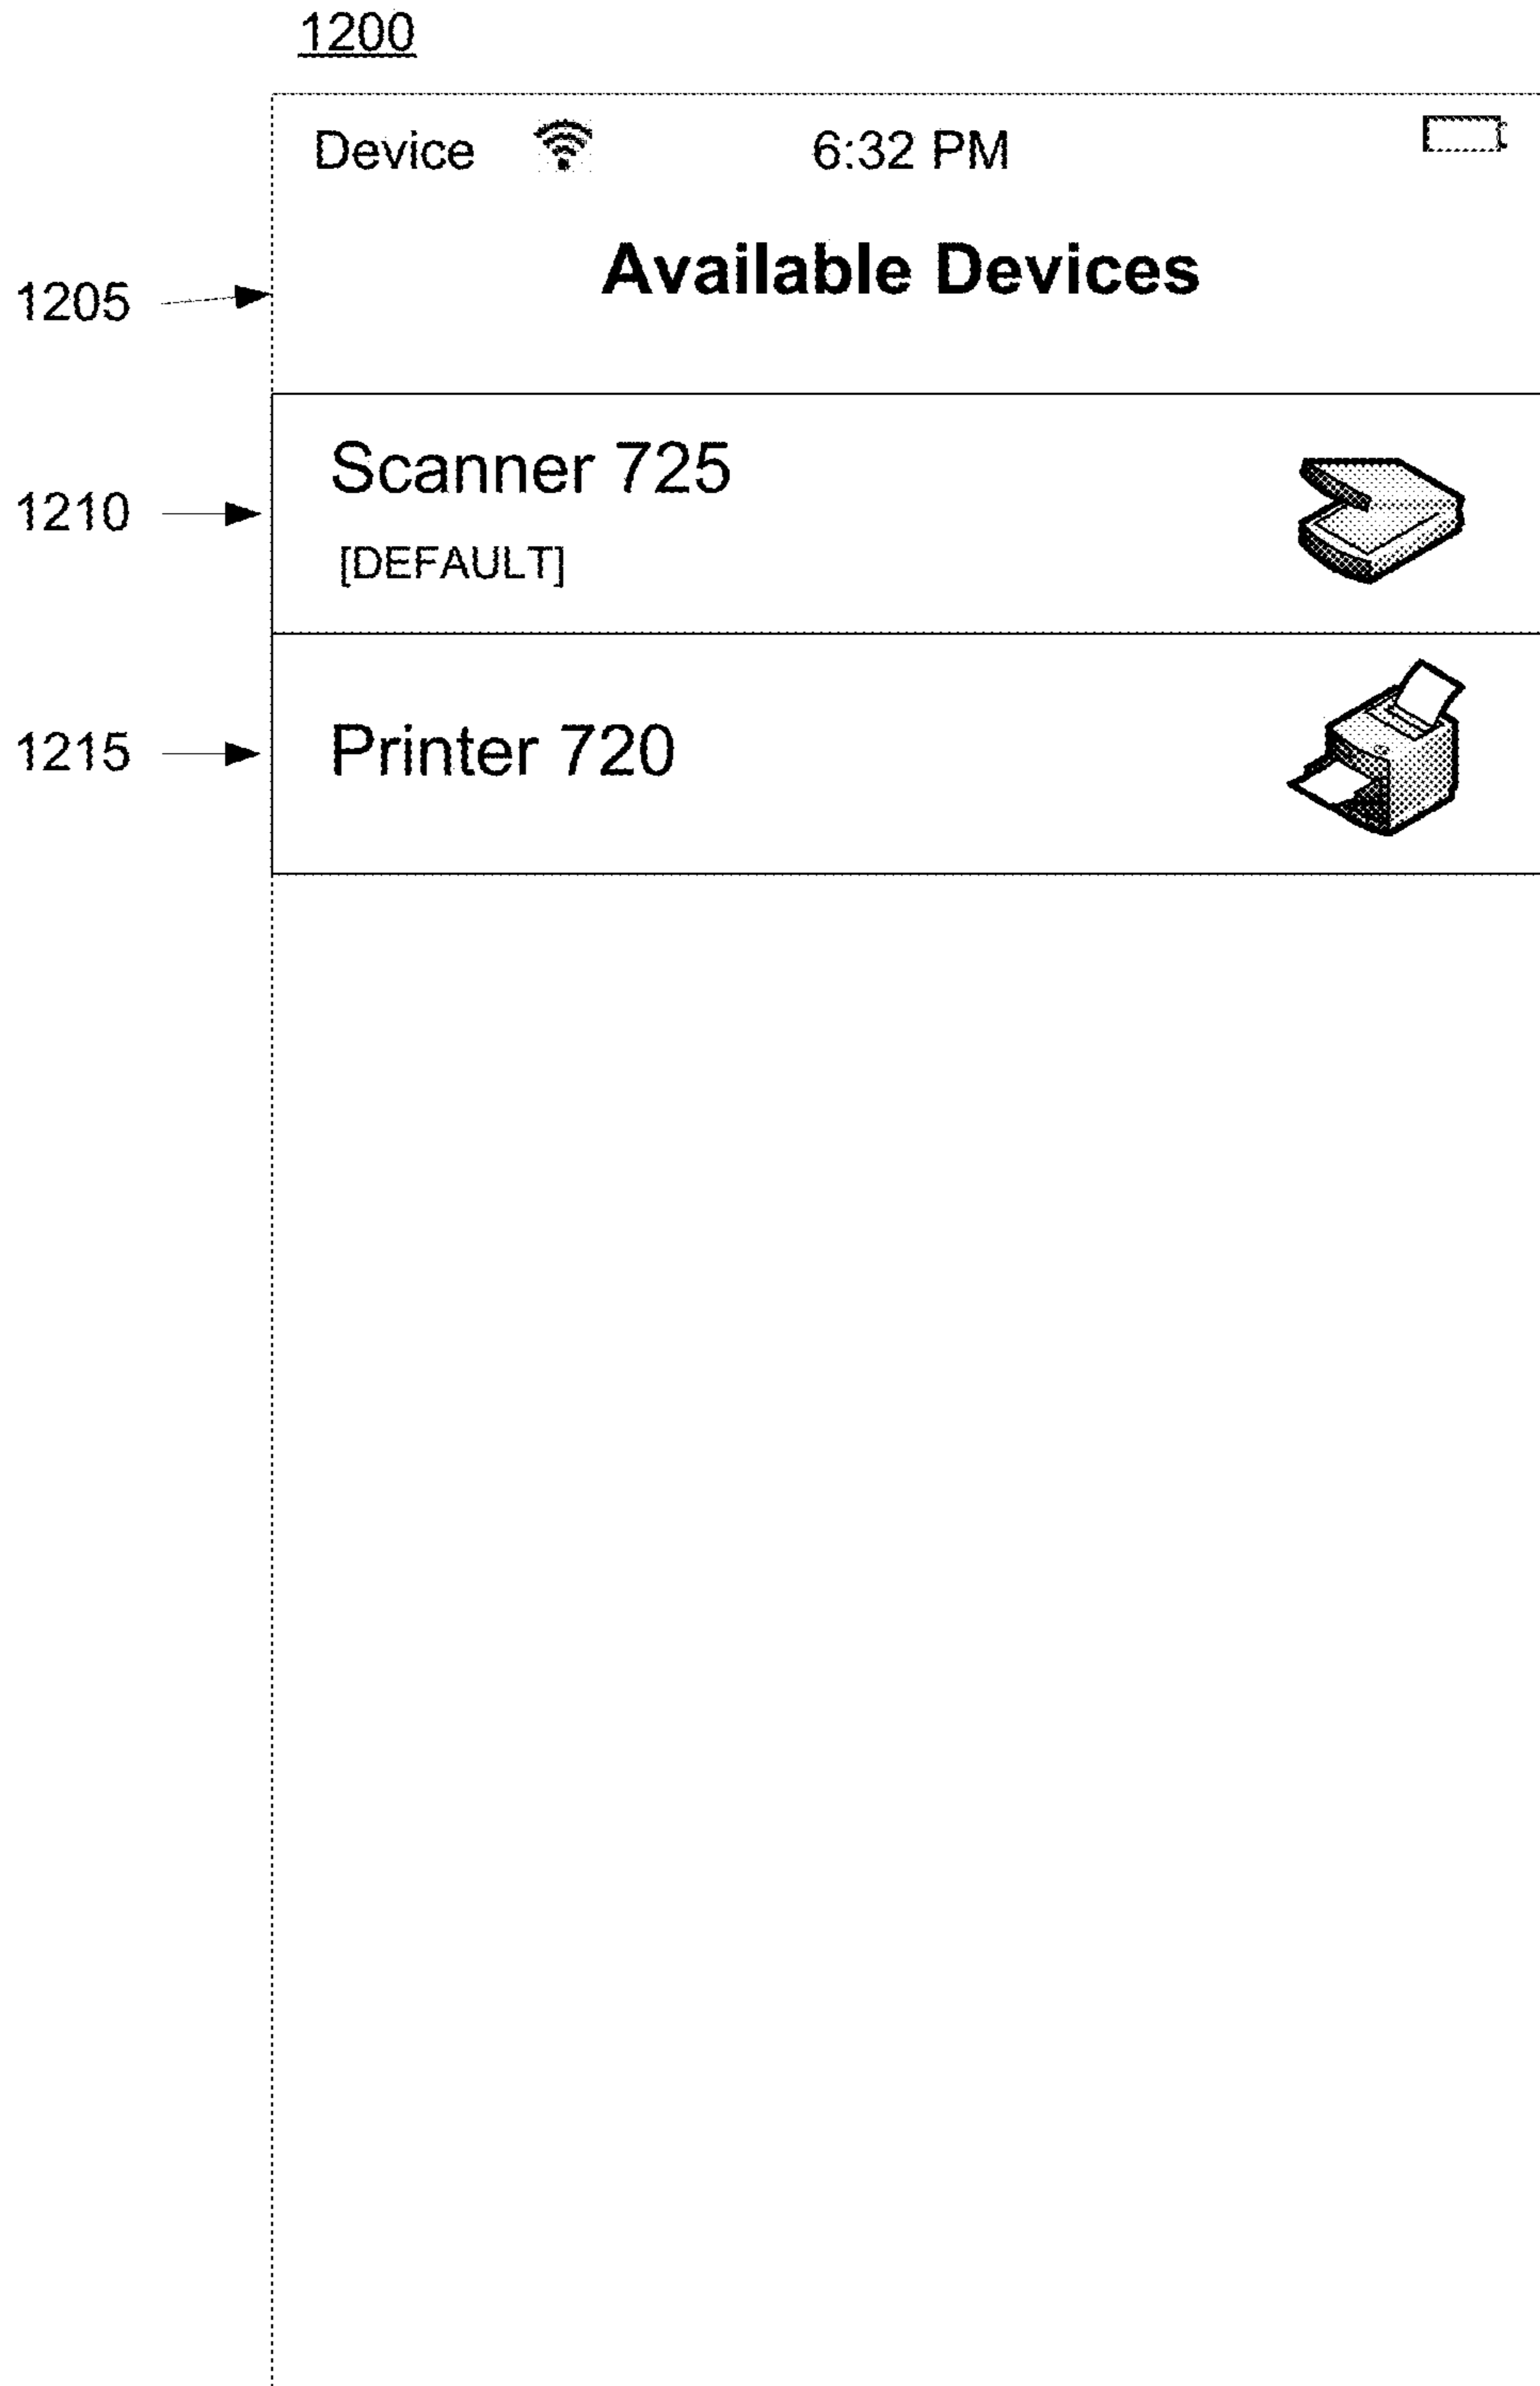 1200
Device 6:32 PM
Available Devices
1205
Scanner 725
1210
[DEFAULT]
1215
Printer 720